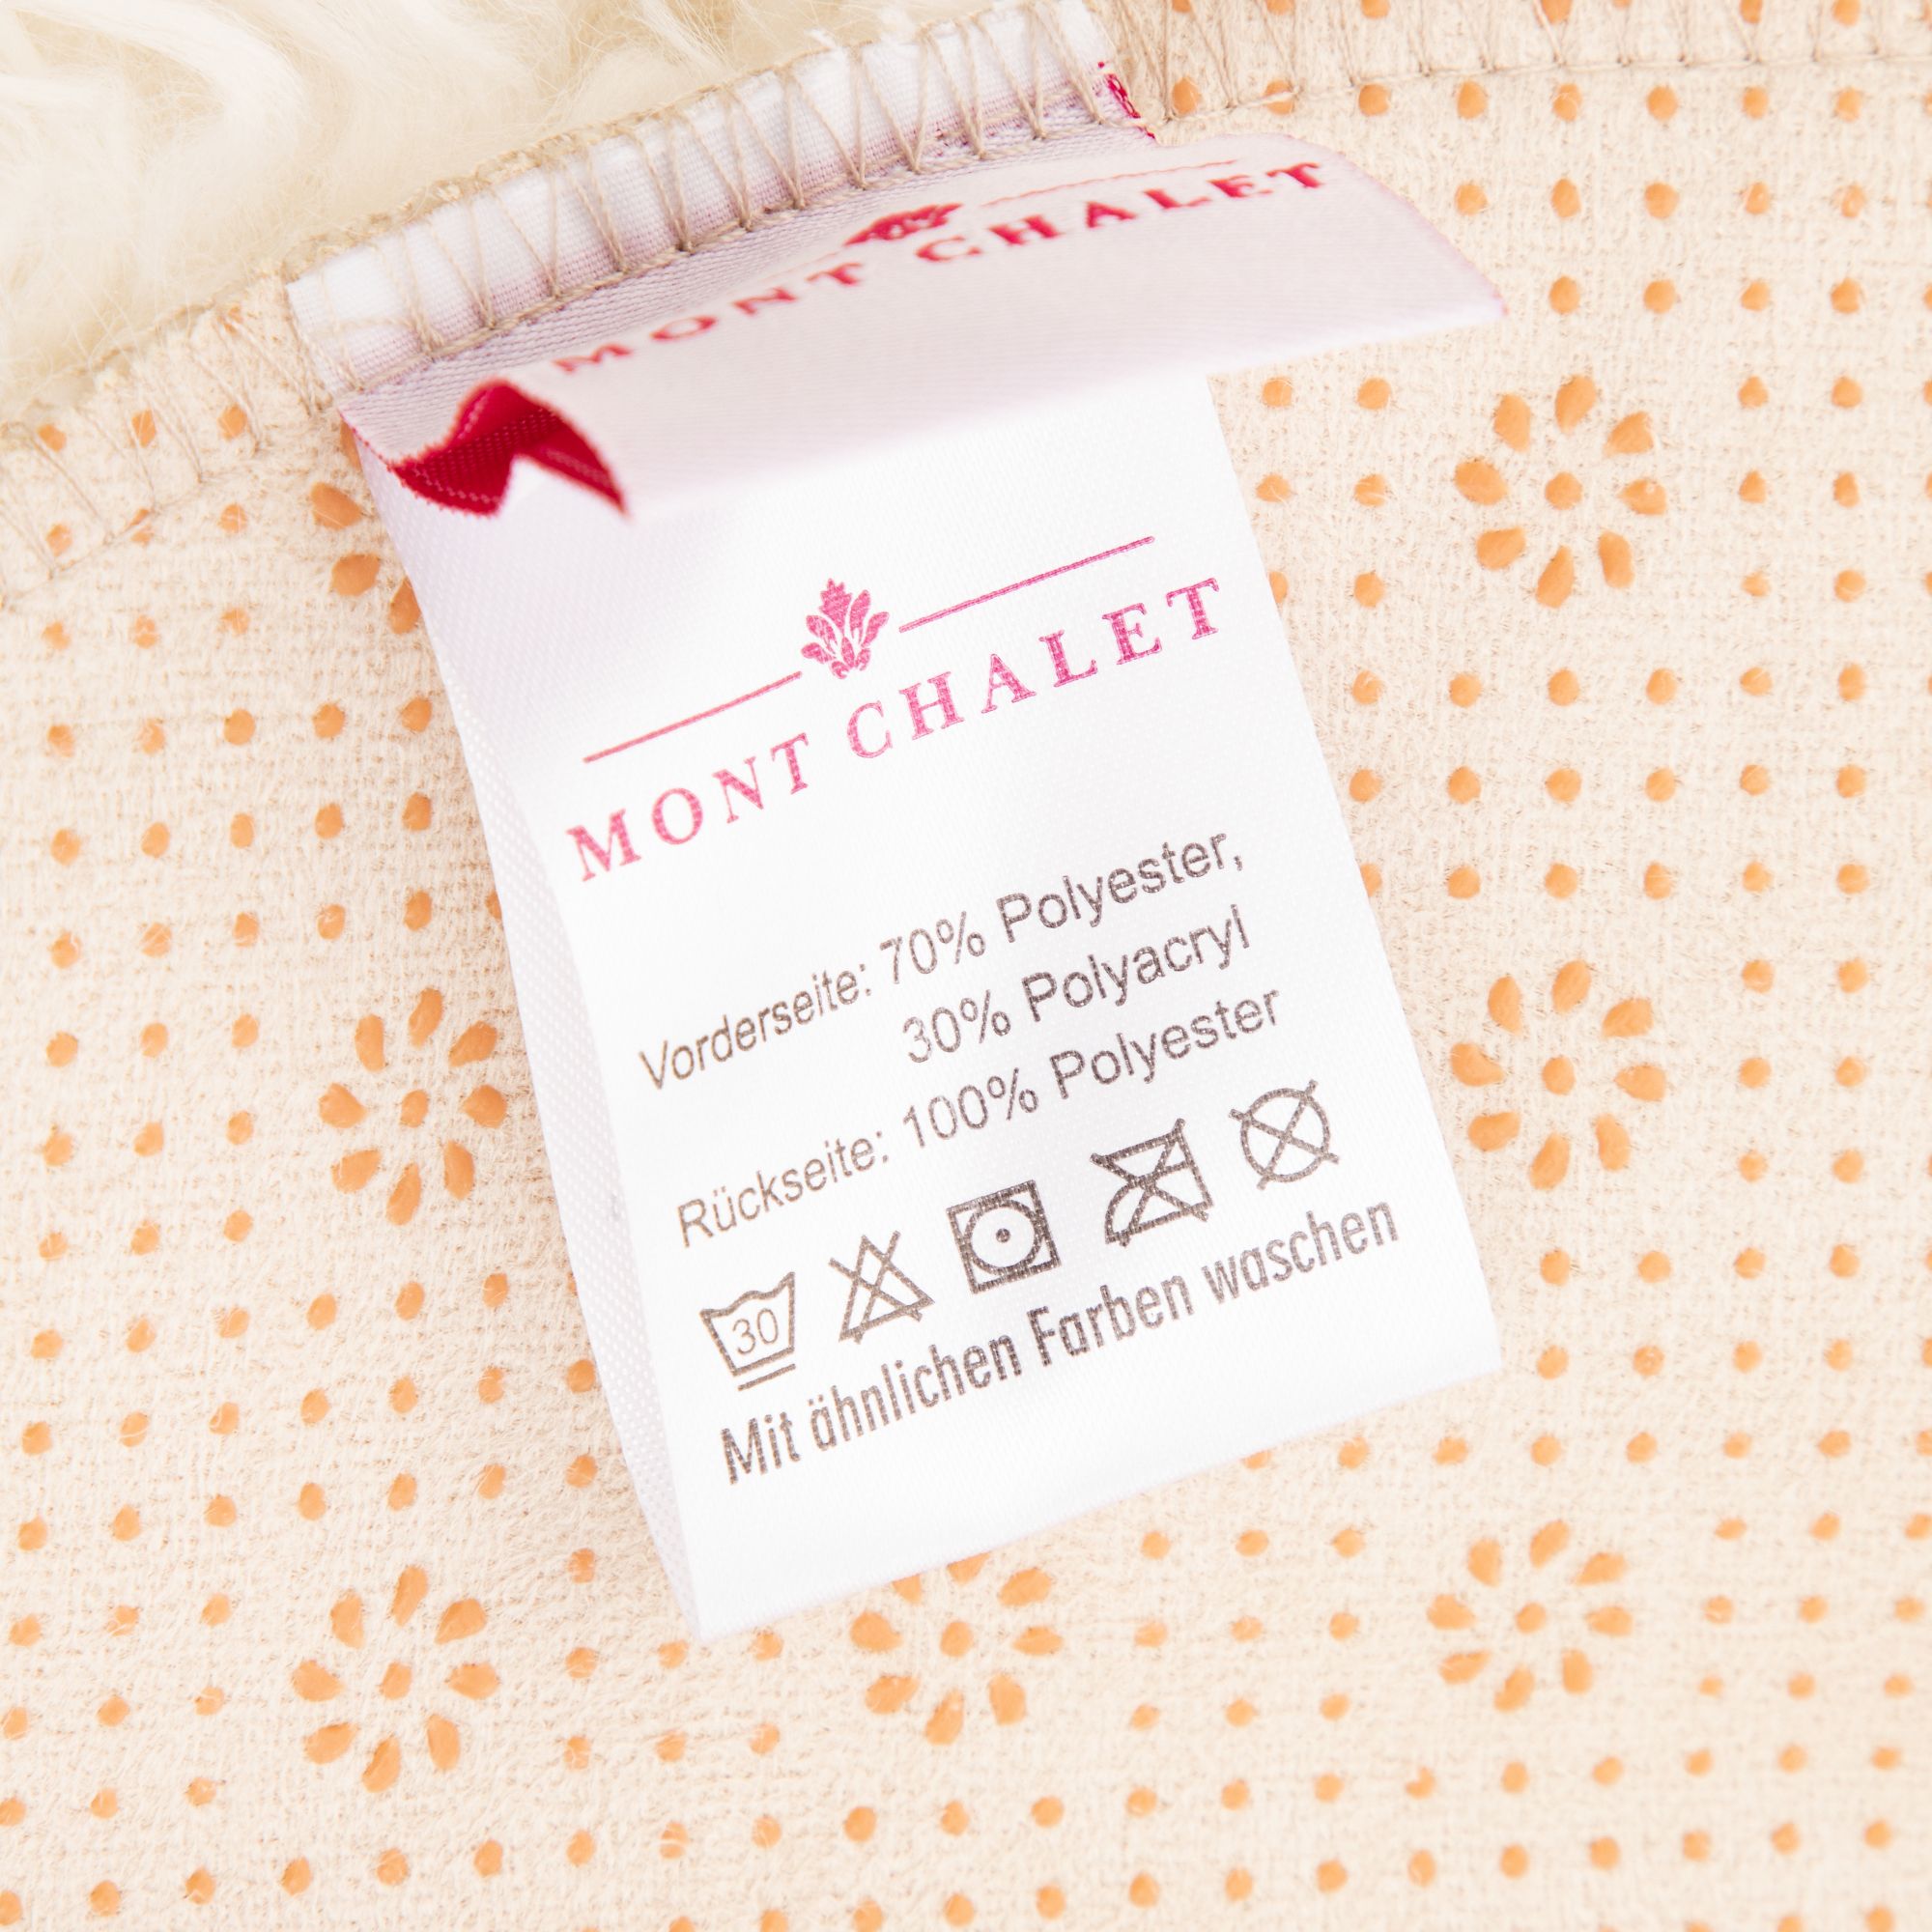 MONT CHALET
MONT CHALET
Vorderseite: 70% Polyester,
30% Polyacryl
Rückseite: 100% Polyester
30
Mit ähnlichen Farben waschen